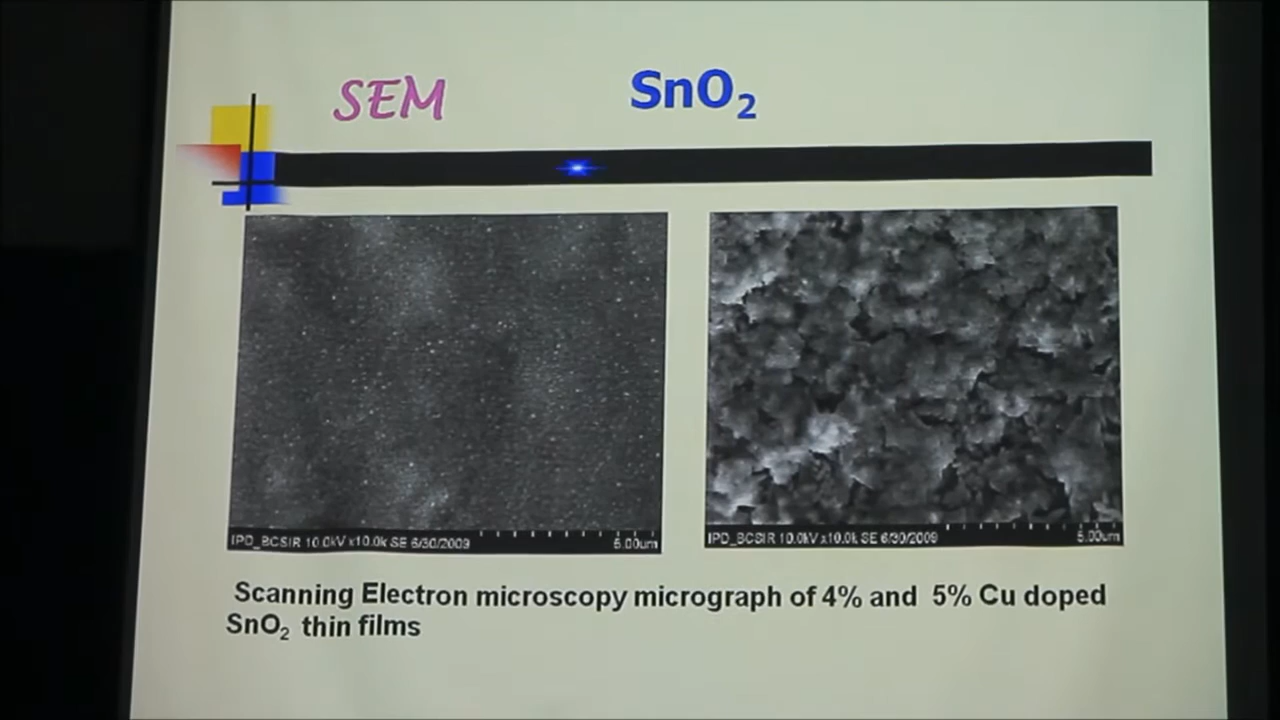 SEM
SnO₂
IPD_BCSIR 10.0kV x10.0k SE 6/30/2009
5.00um
IPD_BCSIR 10.0kV x10.0k SE 6/30/2009
5.00um
Scanning Electron microscopy micrograph of 4% and 5% Cu doped
SnO₂ thin films